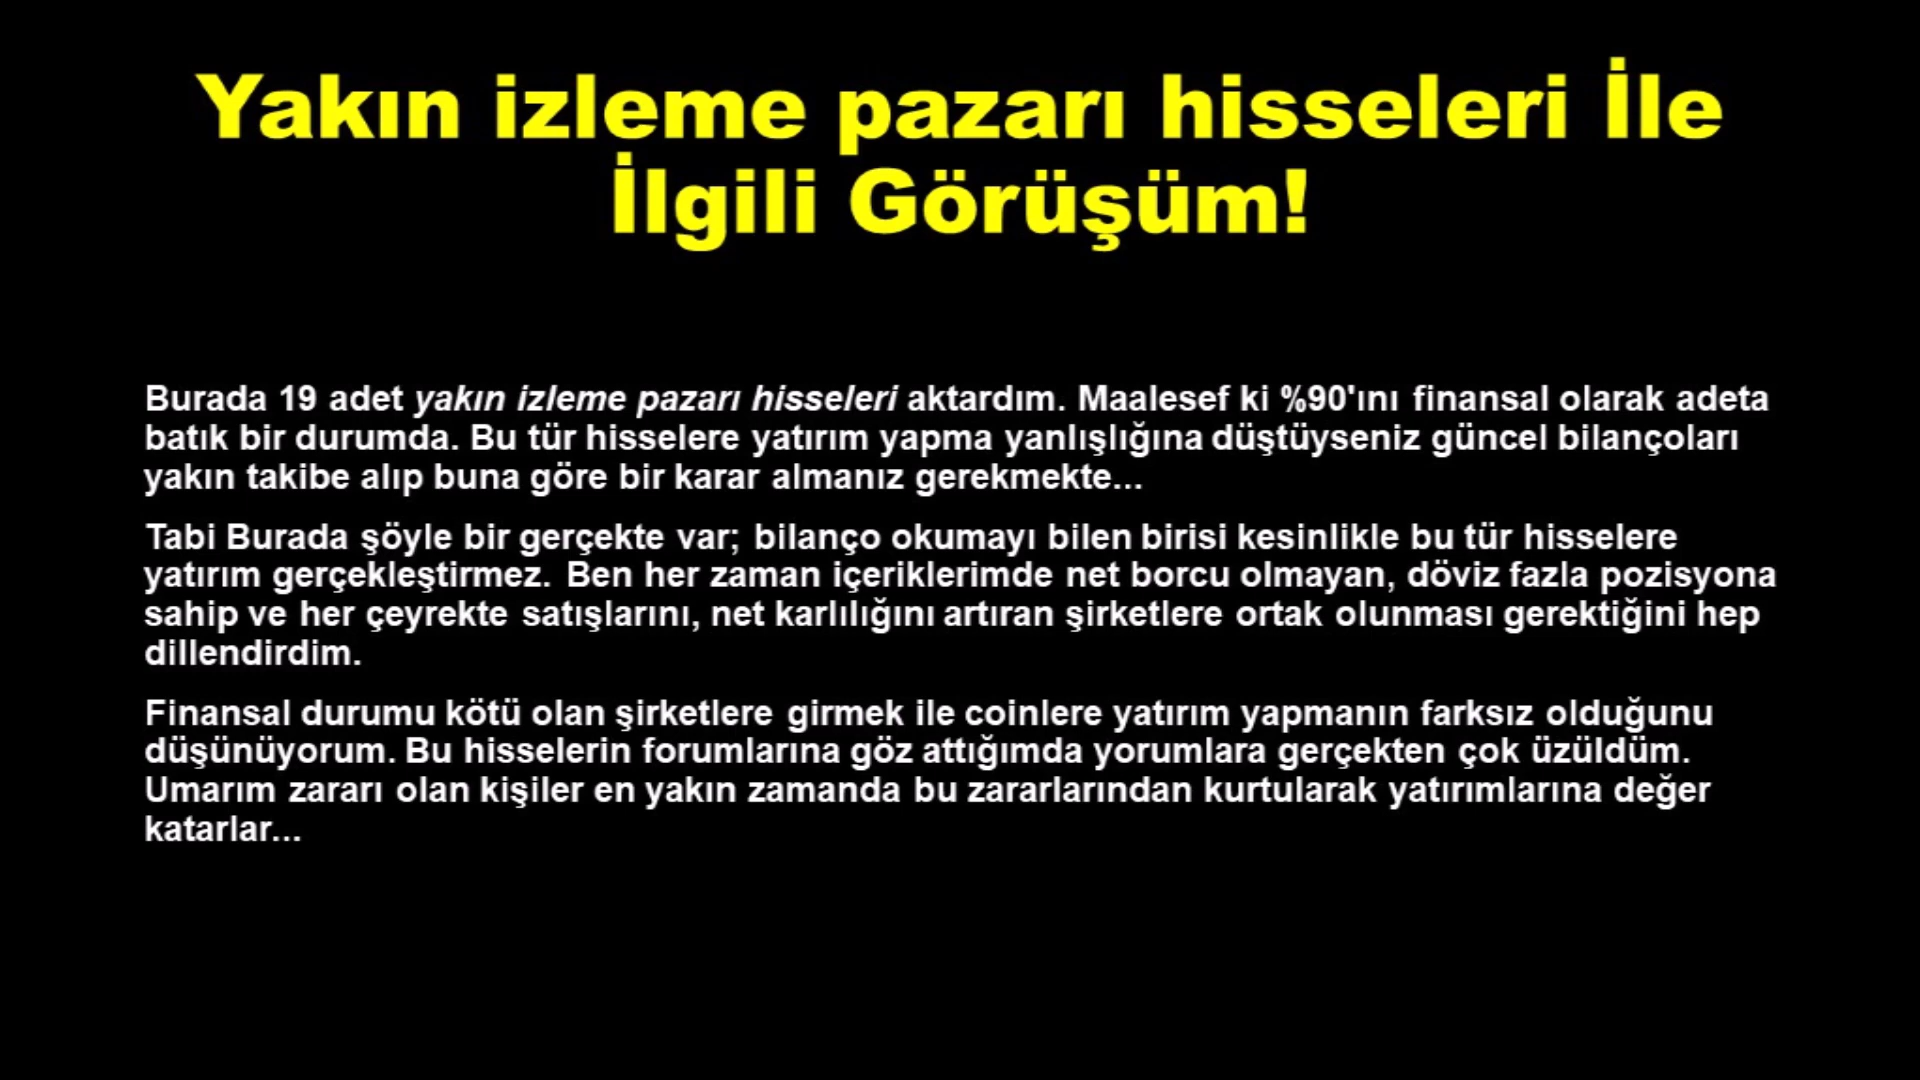 Yakın izleme pazarı hisseleri İle
İlgili Görüşüm!
Burada 19 adet yakın izleme pazarı hisseleri aktardım. Maalesef ki %90'ını finansal olarak adeta
batık bir durumda. Bu tür hisselere yatırım yapma yanlışlığına düştüyseniz güncel bilançoları
yakın takibe alıp buna göre bir karar almanız gerekmekte...
Tabi Burada şöyle bir gerçekte var; bilanço okumayı bilen birisi kesinlikle bu tür hisselere
yatırım gerçekleştirmez. Ben her zaman içeriklerimde net borcu olmayan, döviz fazla pozisyona
sahip ve her çeyrekte satışlarını, net karlılığını artıran şirketlere ortak olunması gerektiğini hep
dillendirdim.
Finansal durumu kötü olan şirketlere girmek ile coinlere yatırım yapmanın farksız olduğunu
düşünüyorum. Bu hisselerin forumlarına göz attığımda yorumlara gerçekten çok üzüldüm.
Umarım zararı olan kişiler en yakın zamanda bu zararlarından kurtularak yatırımlarına değer
katarlar...